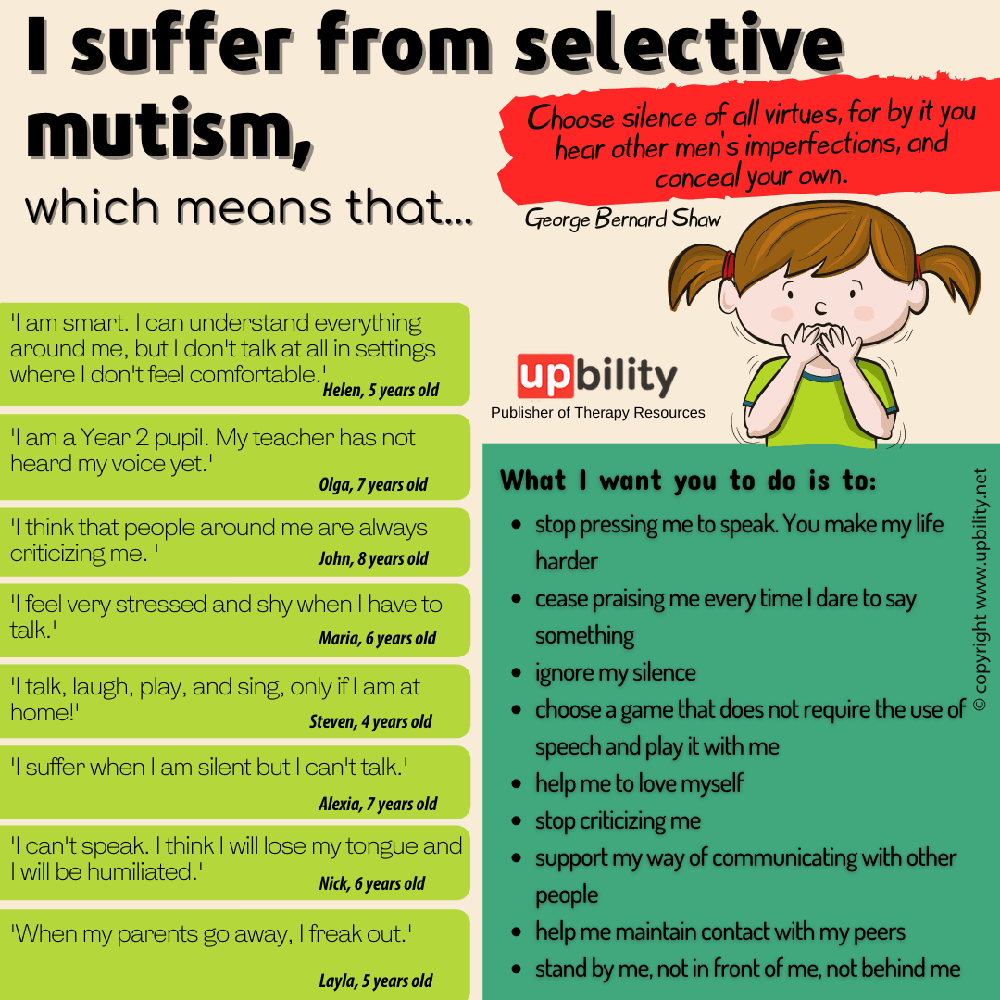 I suffer from selective
mutism,
which means that...
Choose silence of all virtues, for by it you
hear other men's imperfections, and
conceal your own.
George Bernard Shaw
upbility
Publisher of Therapy Resources
'I am smart. I can understand everything
around me, but I don't talk at all in settings
where I don't feel comfortable.'
Helen, 5 years old
'I am a Year 2 pupil. My teacher has not
heard my voice yet.'
Olga, 7 years old
'I think that people around me are always
criticizing me. '
John, 8 years old
'I feel very stressed and shy when I have to
talk.'
Maria, 6 years old
'I talk, laugh, play, and sing, only if I am at
home!'
Steven, 4 years old
'I suffer when I am silent but I can't talk.'
Alexia, 7 years old
'I can't speak. I think I will lose my tongue and
I will be humiliated.'
Nick, 6 years old
'When my parents go away, I freak out.'
Layla, 5 years old
What I want you to do is to:
• stop pressing me to speak. You make my life
harder
• cease praising me every time I dare to say
something
• ignore my silence
• choose a game that does not require the use of
speech and play it with me
• help me to love myself
• stop criticizing me
• support my way of communicating with other
people
• help me maintain contact with my peers
• stand by me, not in front of me, not behind me
© copyright www.upbility.net